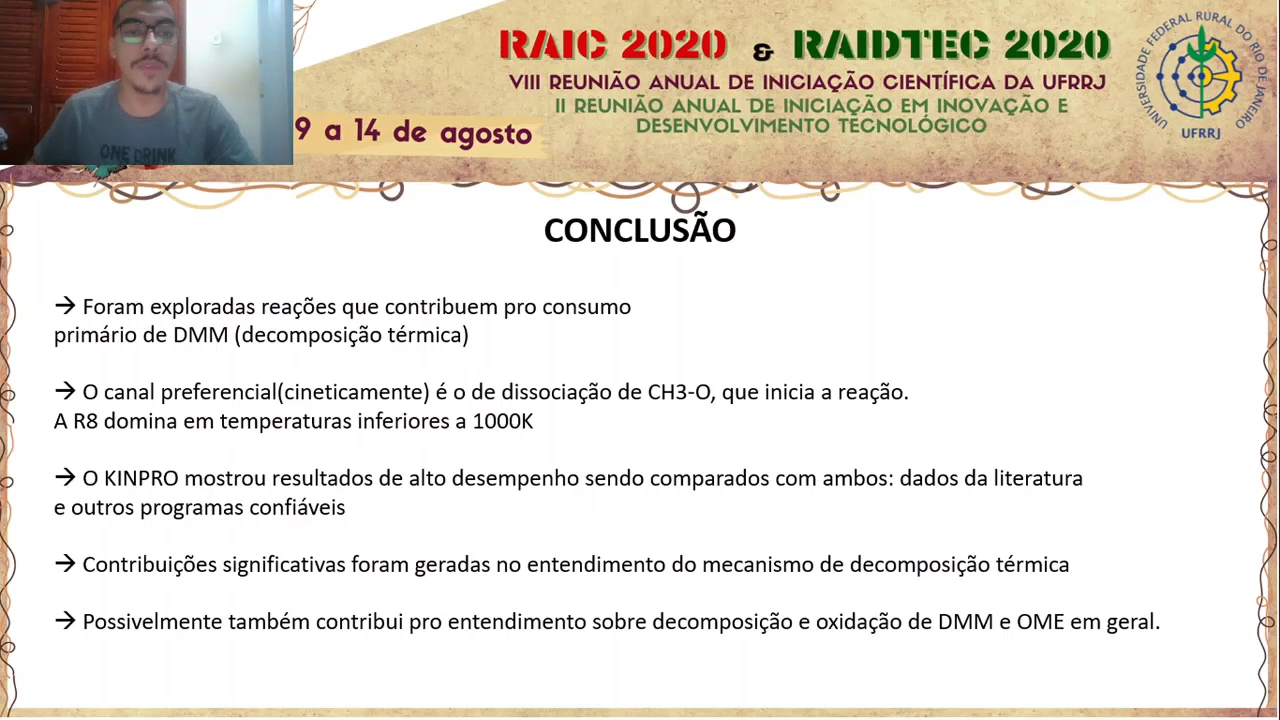 ONE DRINK
9 a 14 de agosto
RAIC 2020 & RAIDTEC 2020
VIII REUNIÃO ANUAL DE INICIAÇÃO CIENTÍFICA DA UFRRJ
II REUNIÃO ANUAL DE INICIAÇÃO EM INOVAÇÃO E
DESENVOLVIMENTO TECNOLÓGICO
UNIVERSIDADE FEDERAL RURAL DO RIO DE JANEIRO
UFRRJ
CONCLUSÃO
→ Foram exploradas reações que contribuem pro consumo
primário de DMM (decomposição térmica)
→ O canal preferencial(cineticamente) é o de dissociação de CH3-O, que inicia a reação.
A R8 domina em temperaturas inferiores a 1000K
→ O KINPRO mostrou resultados de alto desempenho sendo comparados com ambos: dados da literatura
e outros programas confiáveis
→ Contribuições significativas foram geradas no entendimento do mecanismo de decomposição térmica
→ Possivelmente também contribui pro entendimento sobre decomposição e oxidação de DMM e OME em geral.